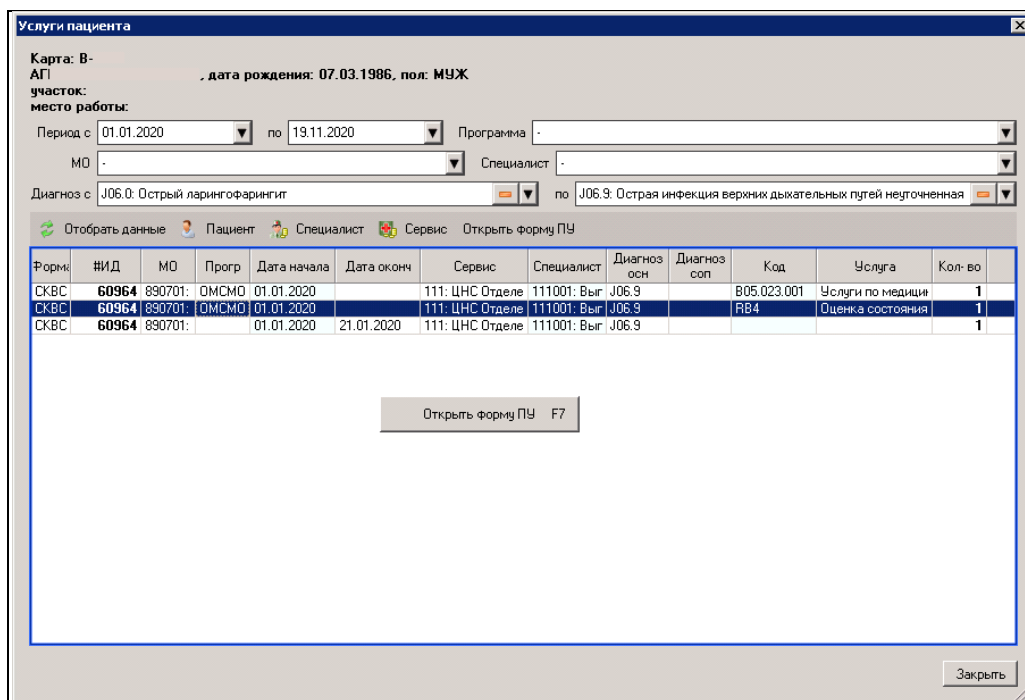 Услуги пациента
Карта: В-
АГ
, дата рождения: 07.03.1986, пол: МУЖ
участок:
место работы:
Период с 01.01.2020 по 19.11.2020 Программа -
МО - Специалист -
Диагноз с J06.0: Острый ларингофарингит по J06.9: Острая инфекция верхних дыхательных путей неуточненная
Отобрать данные Пациент Специалист Сервис Открыть форму ПУ
Форма #ИД МО Прогр Дата начала Дата оконч Сервис Специалист Диагноз осн Диагноз соп Код Услуга Кол-во
СКВС 60964 890701: ОМСМО 01.01.2020 111: ЦНС Отделе 111001: Выг J06.9 B05.023.001 Услуги по медицин 1
СКВС 60964 890701: ОМСМО 01.01.2020 111: ЦНС Отделе 111001: Выг J06.9 RB4 Оценка состояния 1
СКВС 60964 890701: 01.01.2020 21.01.2020 111: ЦНС Отделе 111001: Выг J06.9 1
Открыть форму ПУ F7
Закрыть